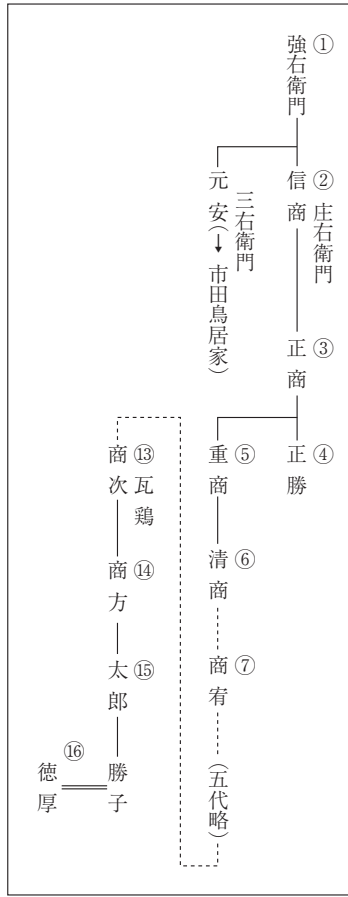 ① 強右衛門
② 信商 庄右衛門
元安(→市田鳥居家) 三右衛門
③ 正商
④ 正勝
⑤ 重商
⑥ 清商
⑦ 商宥
(五代略)
⑬ 商次 瓦鶏
⑭ 商方
⑮ 太郎
勝子
⑯
徳厚